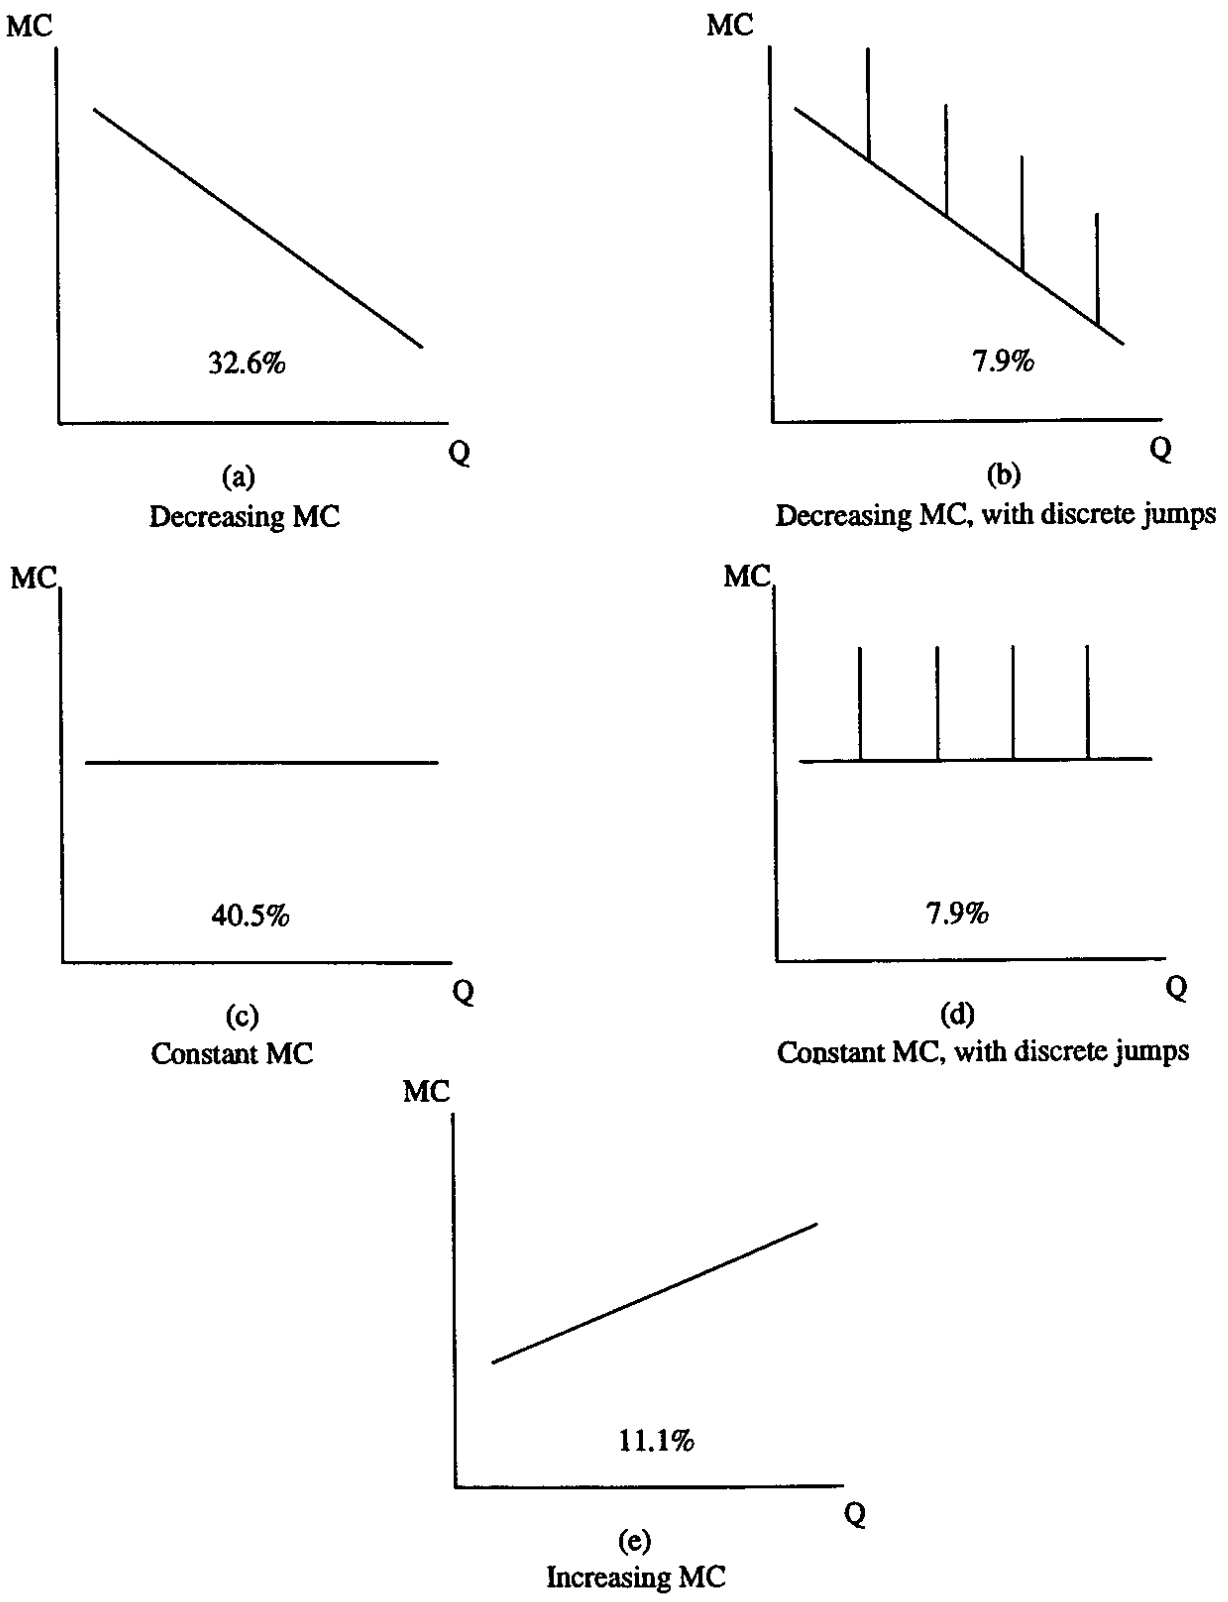 MC
MC
32.6%
7.9%
Q
Q
(a)
(b)
Decreasing MC
Decreasing MC, with discrete jumps
MC
MC
40.5%
7.9%
Q
Q
(c)
(d)
Constant MC
Constant MC, with discrete jumps
MC
11.1%
Q
(e)
Increasing MC